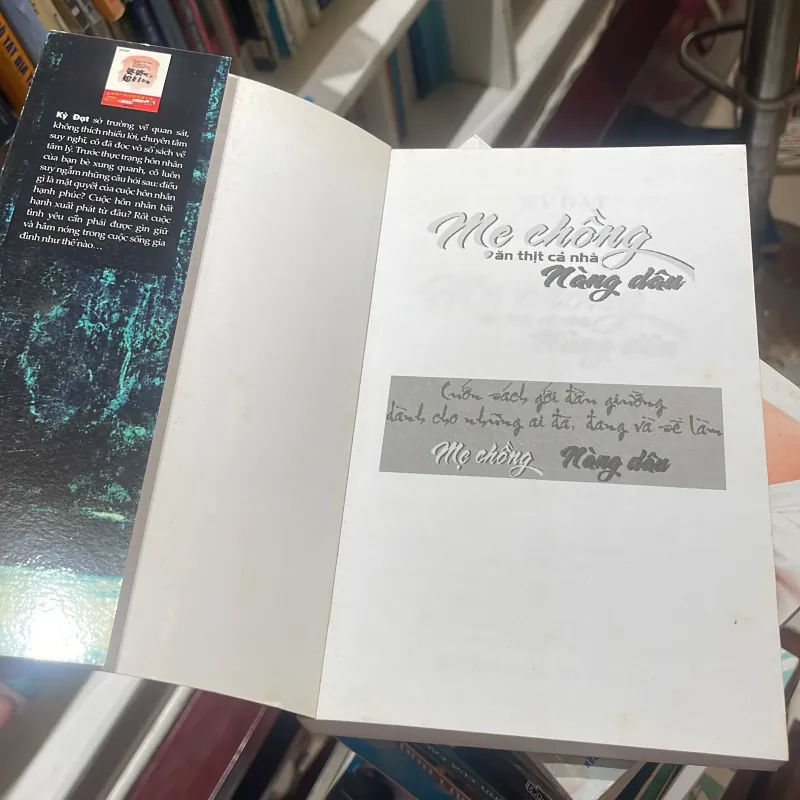 Kỷ Đạt sở trường về quan sát,
không thích nhiều lời, chuyên tâm
suy nghĩ, cô đã đọc vô số sách về
tâm lý. Trước thực trạng hôn nhân
của bạn bè xung quanh, cô luôn
suy ngẫm những câu hỏi sau: điều
gì là mật quyết của cuộc hôn nhân
hạnh phúc? Cuộc hôn nhân bất
hạnh xuất phát từ đâu? Rốt cuộc
tình yêu cần phải được gìn giữ
và hâm nóng trong cuộc sống gia
đình như thế nào...
Mẹ chồng
ăn thịt cả nhà
Nàng dâu
Cuốn sách gối đầu giường
dành cho những ai đã, đang và sẽ làm
Mẹ chồng Nàng dâu